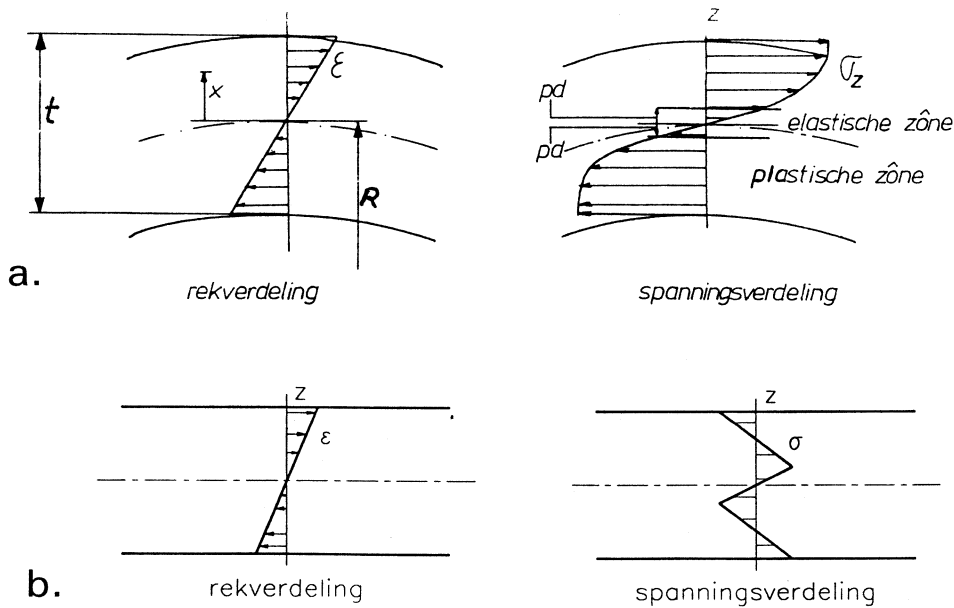 a.
t
x
ε
R
rekverdeling
z
σz
pd
pd
elastische zône
plastische zône
spanningsverdeling
b.
z
ε
rekverdeling
z
σ
spanningsverdeling